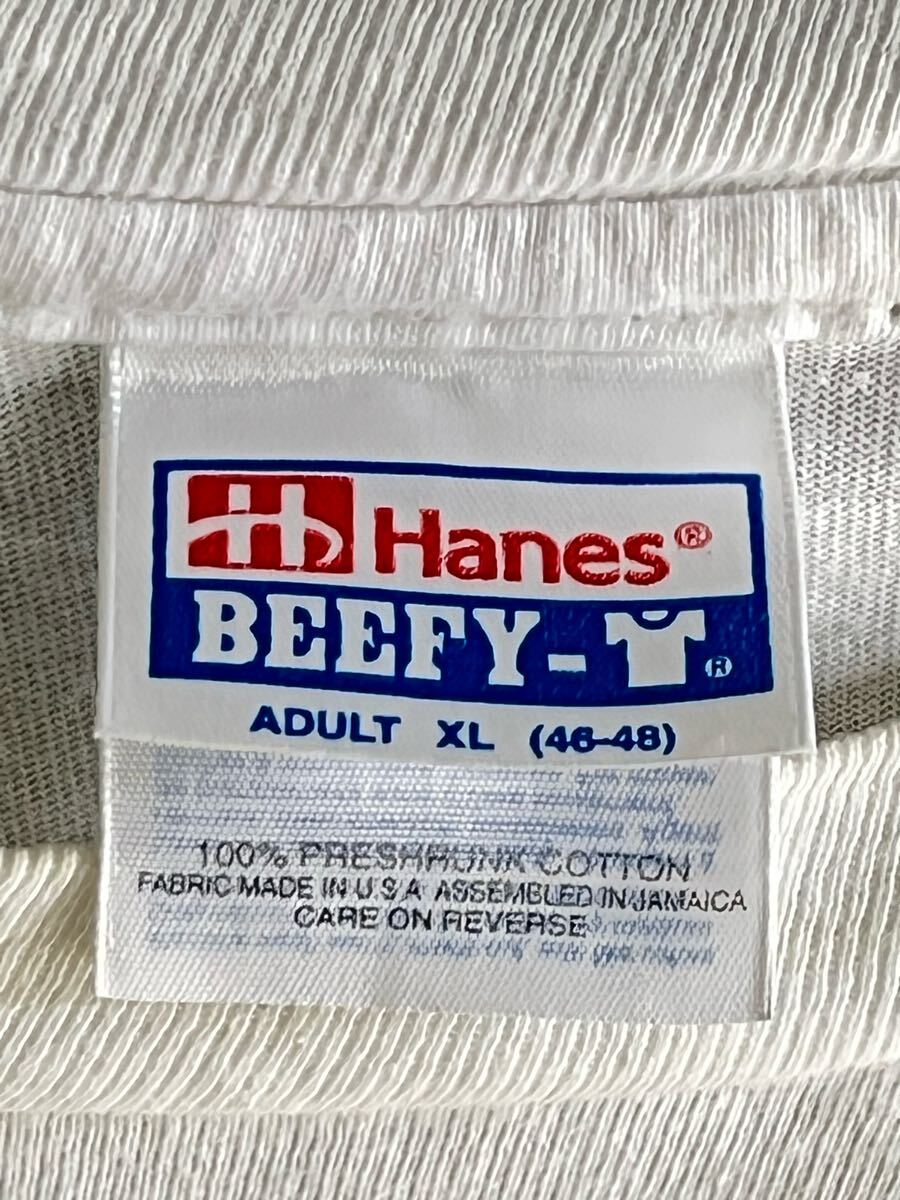 H Hanes®
BEEFY-T®
ADULT XL (46-48)
100% PRESHRUNK COTTON
FABRIC MADE IN U S A ASSEMBLED IN JAMAICA
CARE ON REVERSE